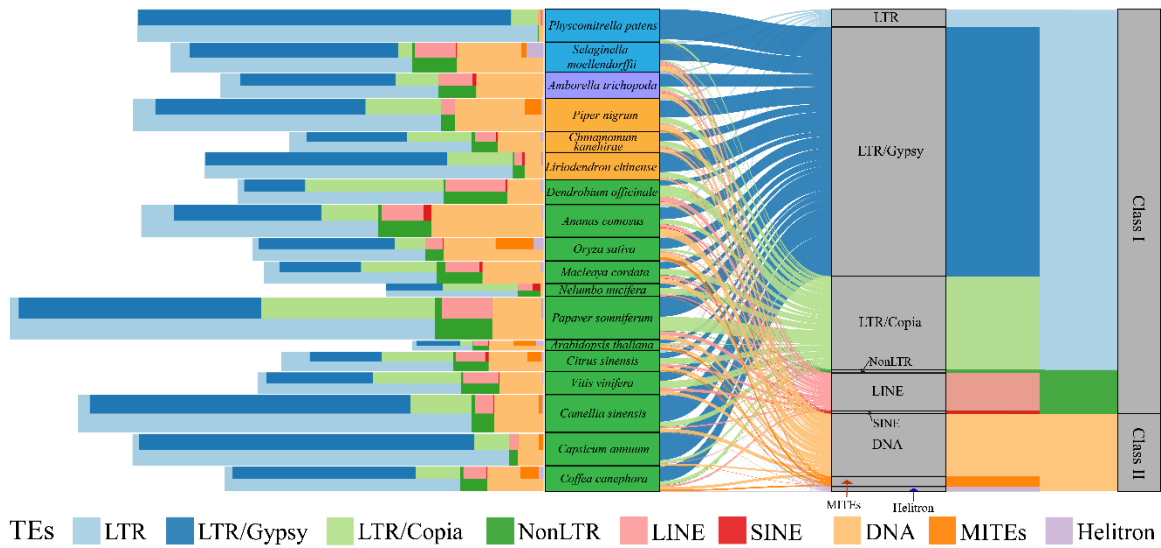 Physcomitrella patens
Selaginella
moellendorffii
Amborella trichopoda
Piper nigrum
Cinnamomum
kanehirae
Liriodendron chinense
Dendrobium officinale
Ananas comosus
Oryza sativa
Macleaya cordata
Nelumbo nucifera
Papaver somniferum
Arabidopsis thaliana
Citrus sinensis
Vitis vinifera
Camellia sinensis
Capsicum annuum
Coffea canephora
LTR
LTR/Gypsy
LTR/Copia
NonLTR
LINE
SINE
DNA
MITEs
Helitron
Class I
Class II
TEs LTR LTR/Gypsy LTR/Copia NonLTR LINE SINE DNA MITEs Helitron